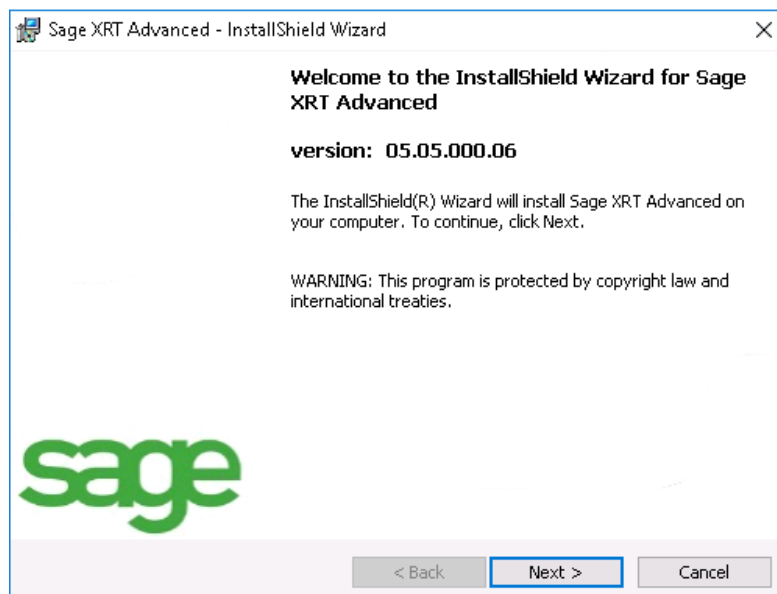 Sage XRT Advanced - InstallShield Wizard
Welcome to the InstallShield Wizard for Sage
XRT Advanced
version: 05.05.000.06
The InstallShield(R) Wizard will install Sage XRT Advanced on
your computer. To continue, click Next.
WARNING: This program is protected by copyright law and
international treaties.
sage
< Back
Next >
Cancel